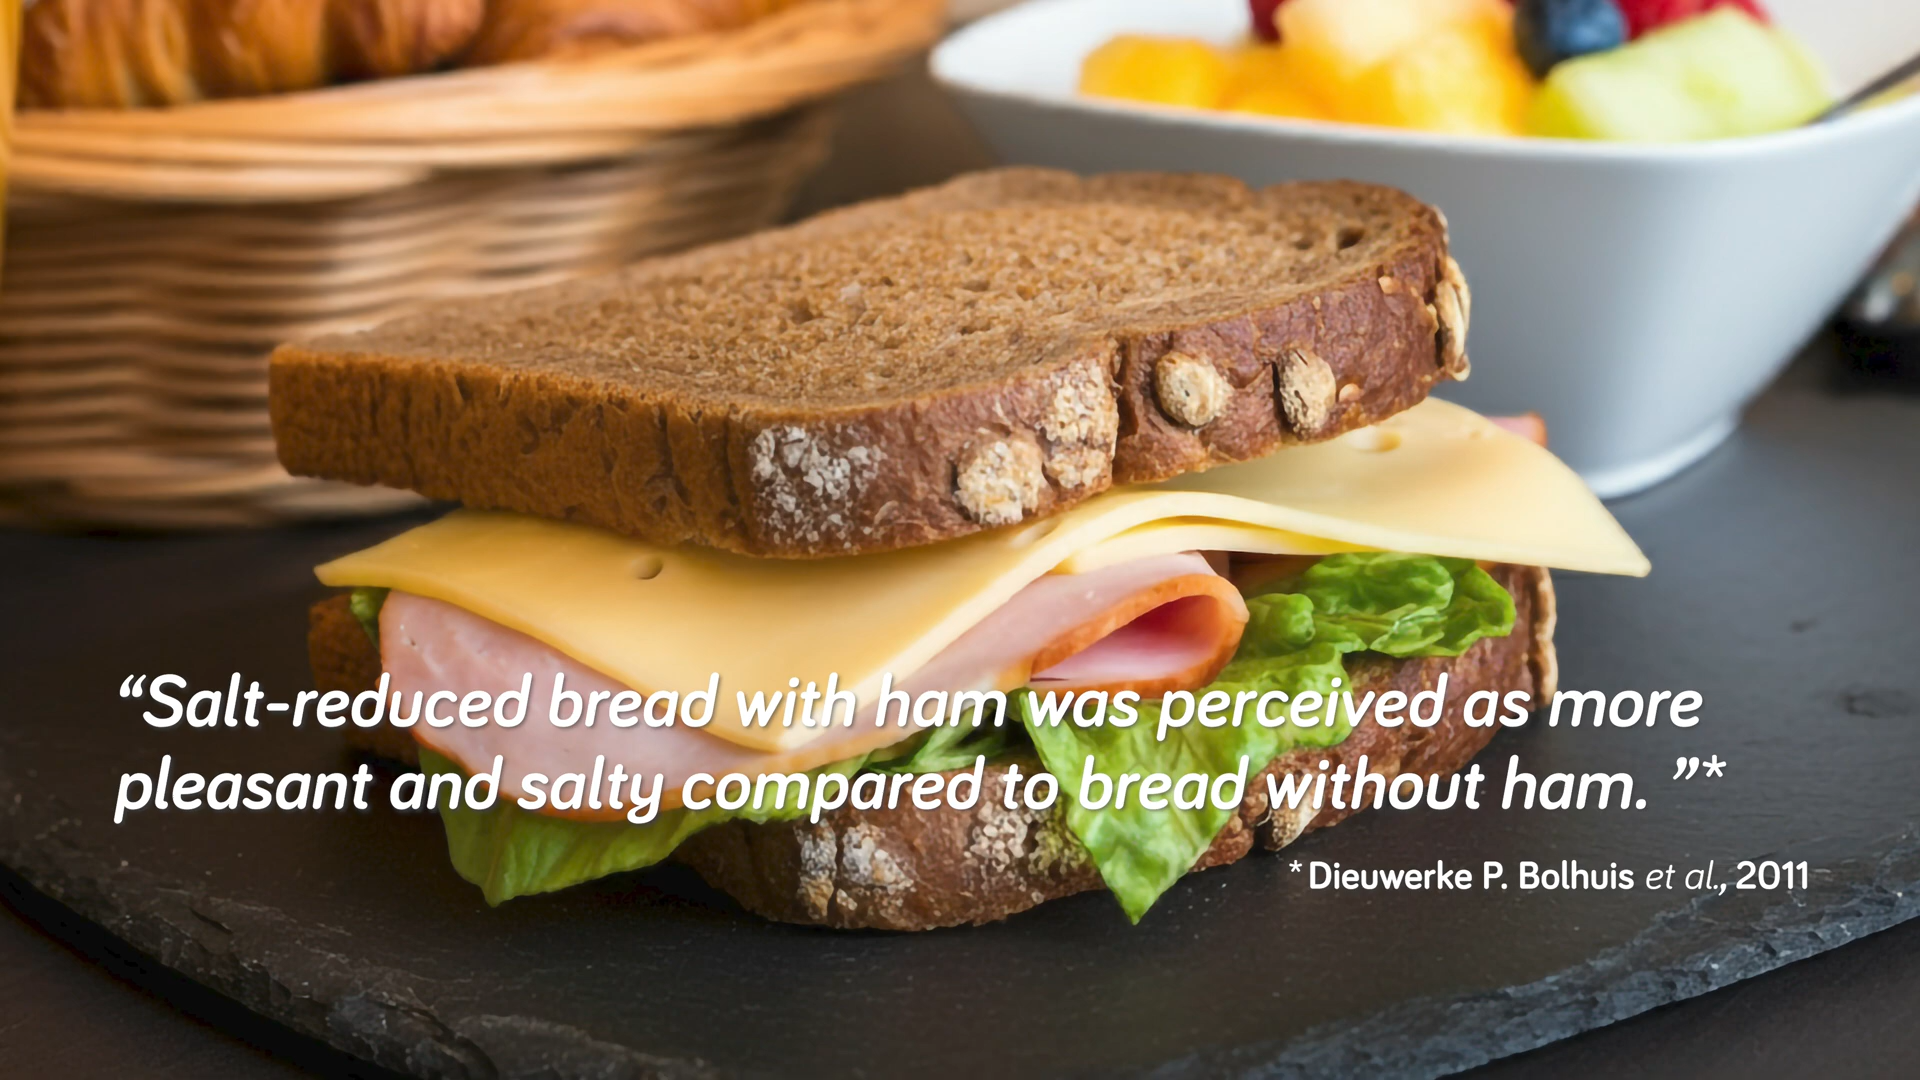 “Salt-reduced bread with ham was perceived as more
pleasant and salty compared to bread without ham. ”*
*Dieuwerke P. Bolhuis et al., 2011